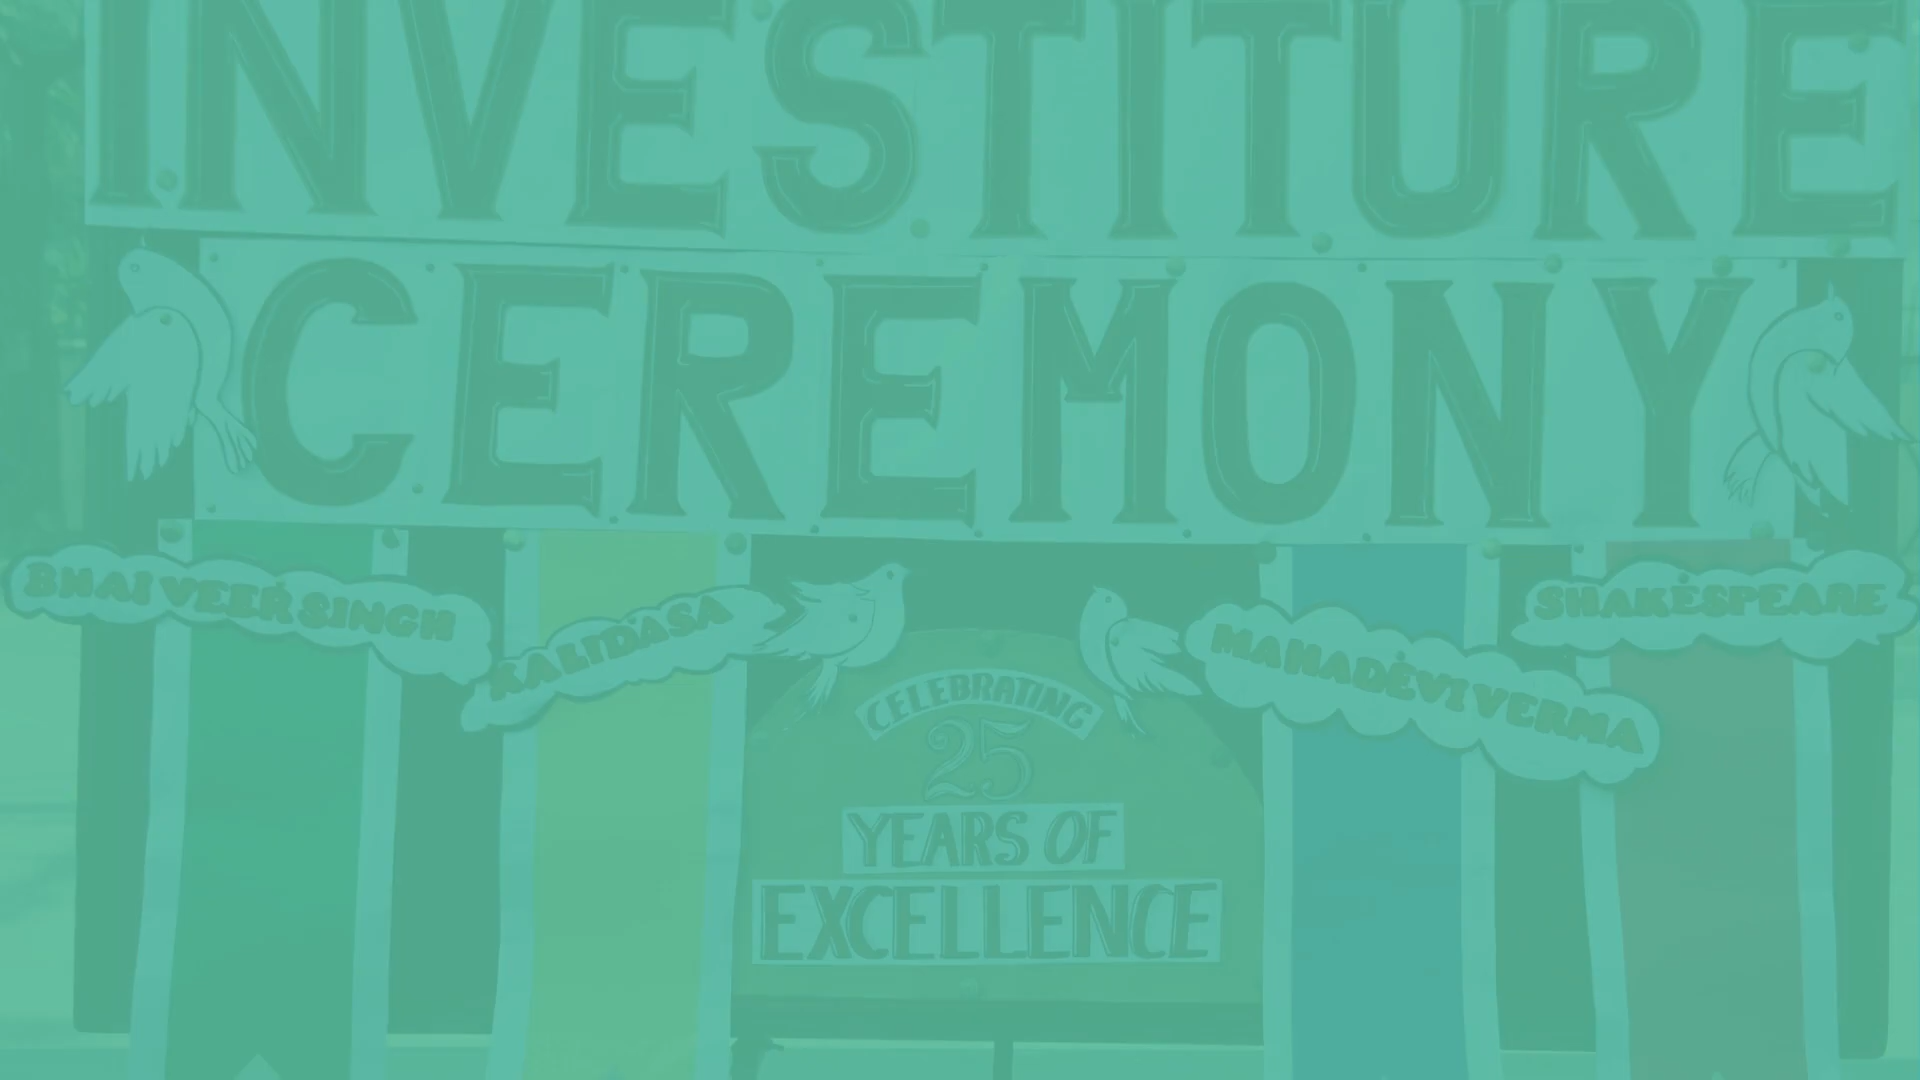 INVESTITURE
CEREMONY
BHAI VEER SINGH
KALIDASA
MAHADEVI VERMA
SHAKESPEARE
CELEBRATING
25
YEARS OF
EXCELLENCE